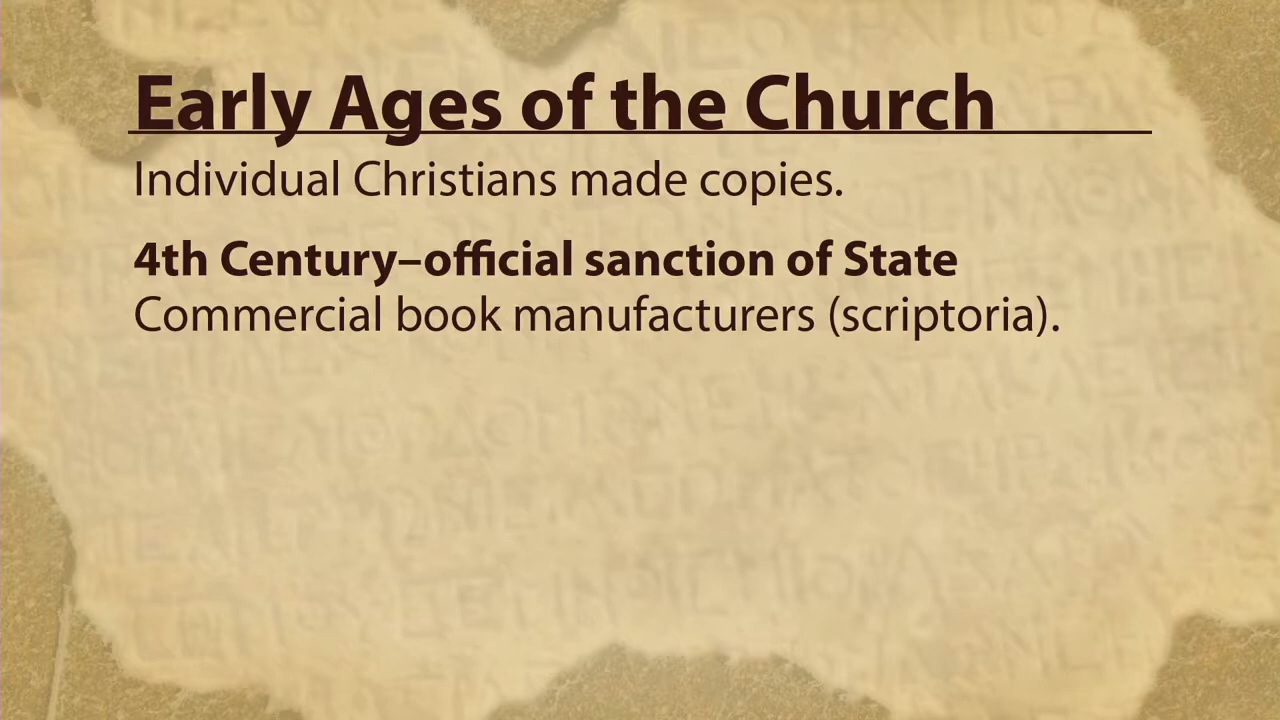 Early Ages of the Church
Individual Christians made copies.
4th Century–official sanction of State
Commercial book manufacturers (scriptoria).